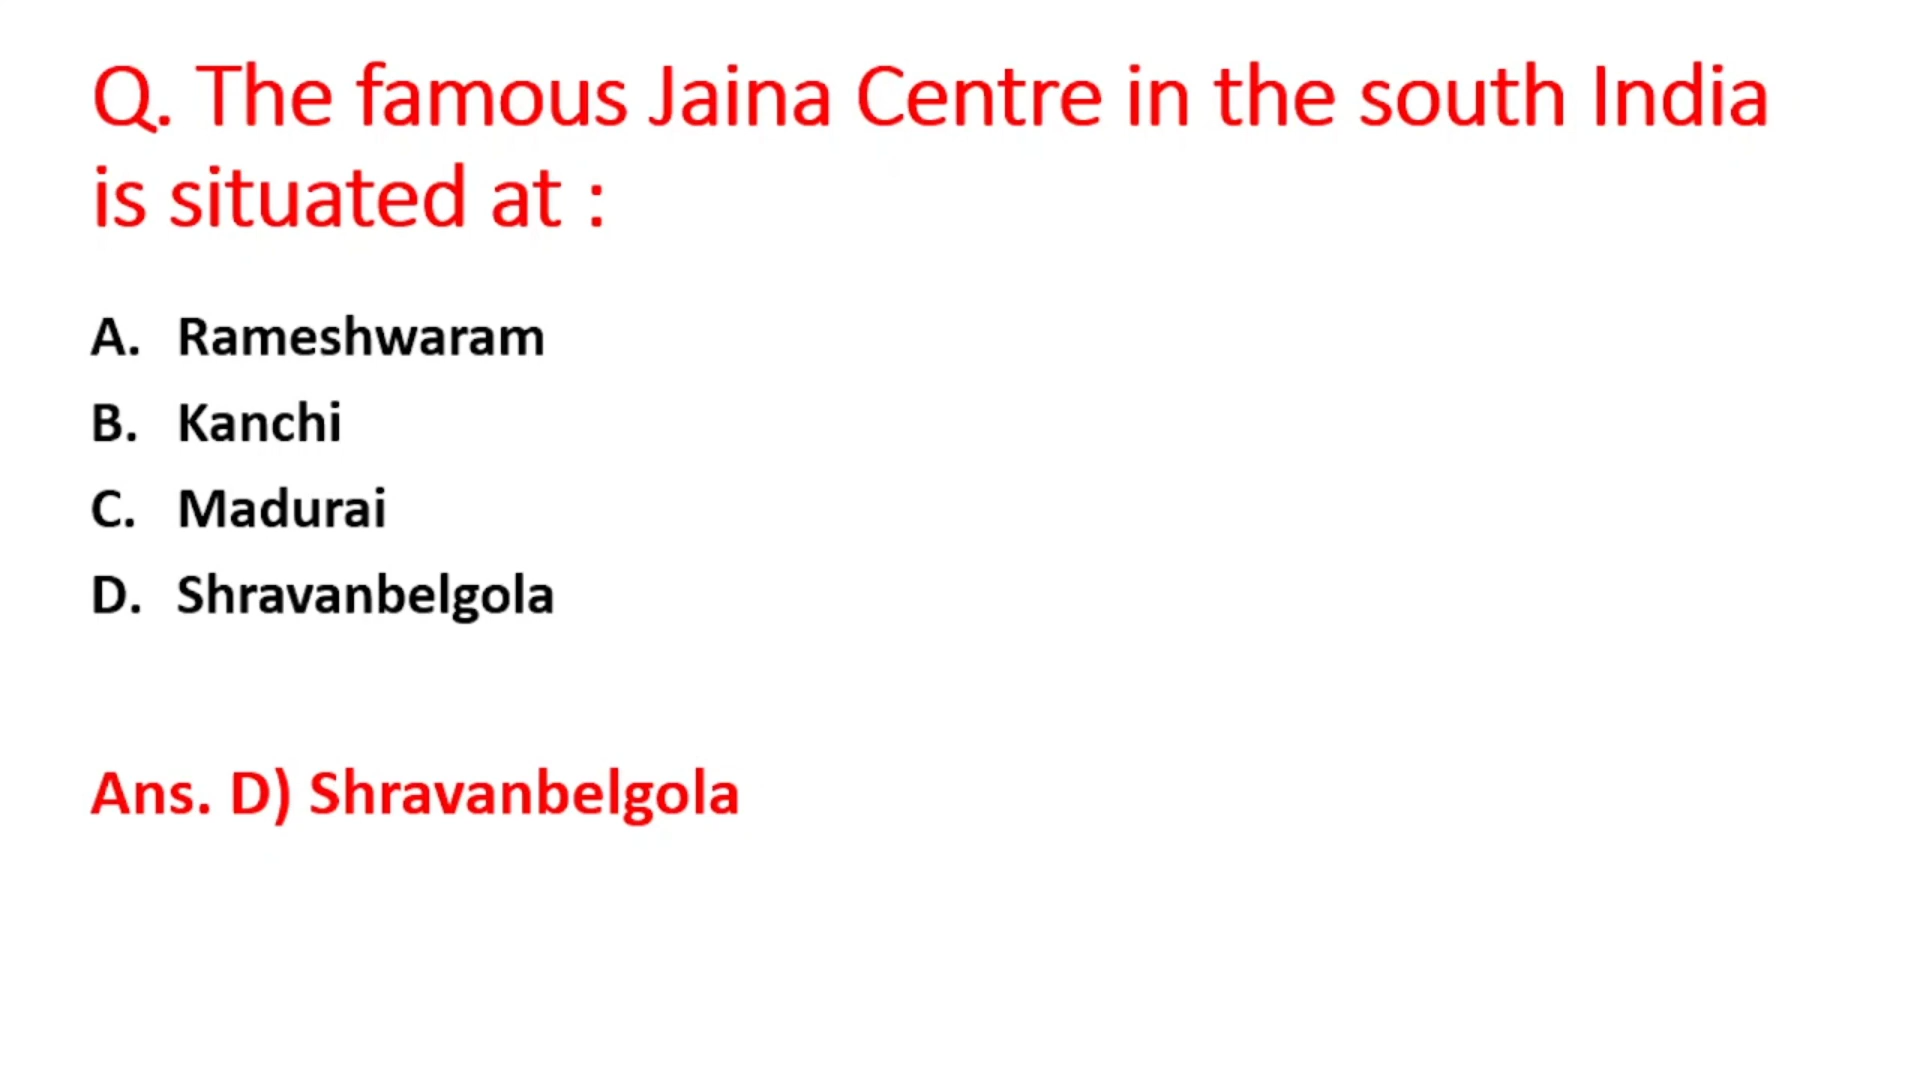 Q. The famous Jaina Centre in the south India
is situated at :
A. Rameshwaram
B. Kanchi
C. Madurai
D. Shravanbelgola
Ans. D) Shravanbelgola